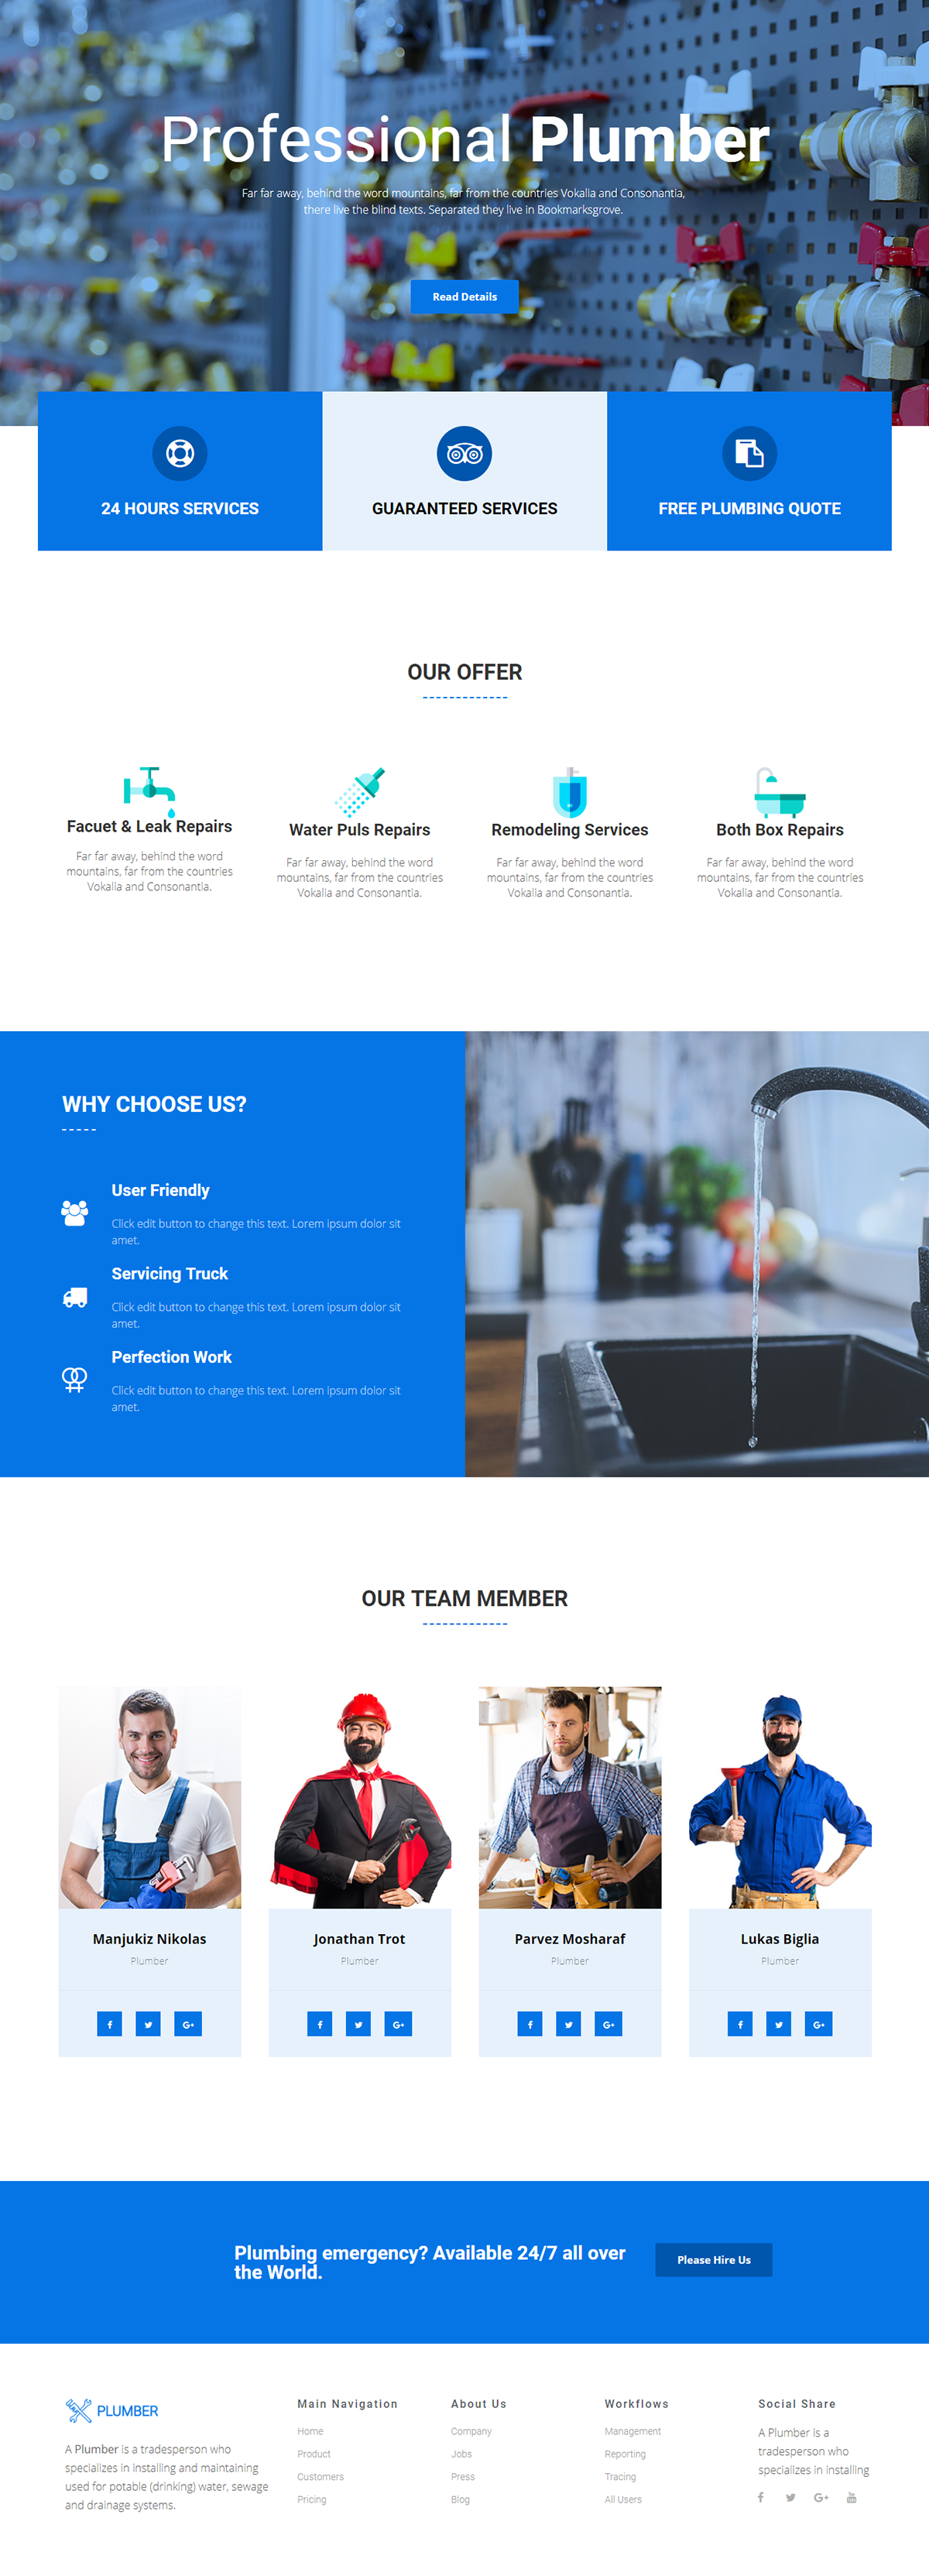 Professional Plumber
Far far away, behind the word mountains, far from the countries Vokalia and Consonantia,
there live the blind texts. Separated they live in Bookmarksgrove.
Read Details
24 HOURS SERVICES
GUARANTEED SERVICES
FREE PLUMBING QUOTE
OUR OFFER
Facuet & Leak Repairs
Far far away, behind the word
mountains, far from the countries
Vokalia and Consonantia.
Water Puls Repairs
Far far away, behind the word
mountains, far from the countries
Vokalia and Consonantia.
Remodeling Services
Far far away, behind the word
mountains, far from the countries
Vokalia and Consonantia.
Both Box Repairs
Far far away, behind the word
mountains, far from the countries
Vokalia and Consonantia.
WHY CHOOSE US?
User Friendly
Click edit button to change this text. Lorem ipsum dolor sit
amet.
Servicing Truck
Click edit button to change this text. Lorem ipsum dolor sit
amet.
Perfection Work
Click edit button to change this text. Lorem ipsum dolor sit
amet.
OUR TEAM MEMBER
Manjukiz Nikolas
Plumber
Jonathan Trot
Plumber
Parvez Mosharaf
Plumber
Lukas Biglia
Plumber
Plumbing emergency? Available 24/7 all over
the World.
Please Hire Us
PLUMBER
A Plumber is a tradesperson who
specializes in installing and maintaining
used for potable (drinking) water, sewage
and drainage systems.
Main Navigation
Home
Product
Customers
Pricing
About Us
Company
Jobs
Press
Blog
Workflows
Management
Reporting
Tracing
All Users
Social Share
A Plumber is a
tradesperson who
specializes in installing